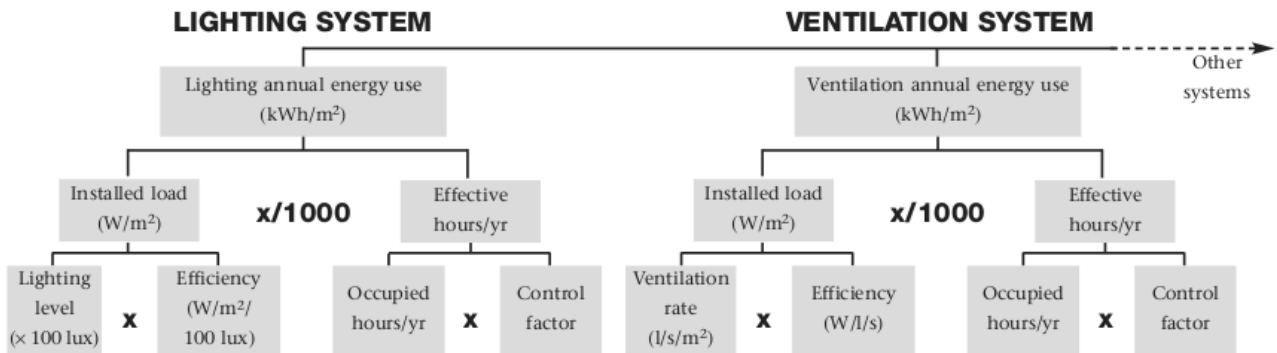 LIGHTING SYSTEM
VENTILATION SYSTEM
Other
systems
Lighting annual energy use
(kWh/m²)
Ventilation annual energy use
(kWh/m²)
Installed load
(W/m²)
x/1000
Effective
hours/yr
Installed load
(W/m²)
x/1000
Effective
hours/yr
Lighting
level
(× 100 lux)
x
Efficiency
(W/m²/
100 lux)
Occupied
hours/yr
x
Control
factor
Ventilation
rate
(l/s/m²)
x
Efficiency
(W/l/s)
Occupied
hours/yr
x
Control
factor